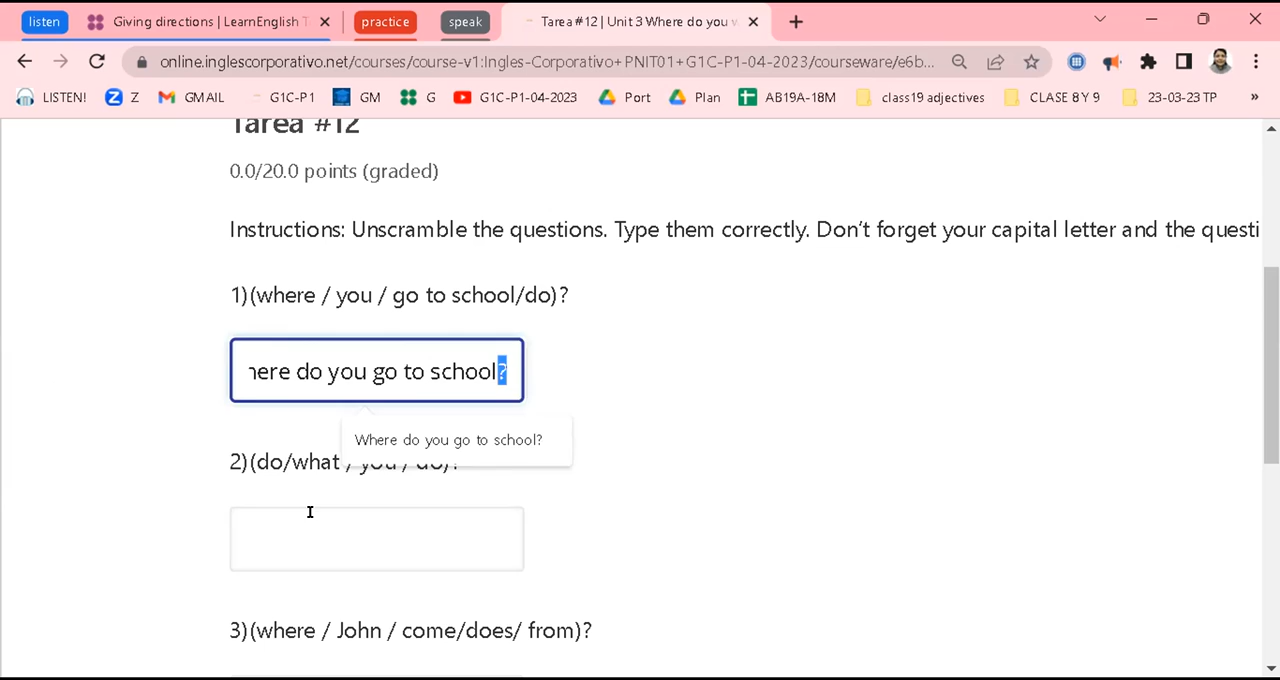 listen
Giving directions | LearnEnglish T
practice
speak
Tarea #12 | Unit 3 Where do you w
online.inglescorporativo.net/courses/course-v1:Ingles-Corporativo+PNIT01+G1C-P1-04-2023/courseware/e6b...
LISTEN!
Z
GMAIL
G1C-P1
GM
G
G1C-P1-04-2023
Port
Plan
AB19A-18M
class19 adjectives
CLASE 8 Y 9
23-03-23 TP
»
Tarea #12
0.0/20.0 points (graded)
Instructions: Unscramble the questions. Type them correctly. Don't forget your capital letter and the questi
1)(where / you / go to school/do)?
here do you go to school?
Where do you go to school?
2)(do/what / you / do)?
3)(where / John / come/does/ from)?